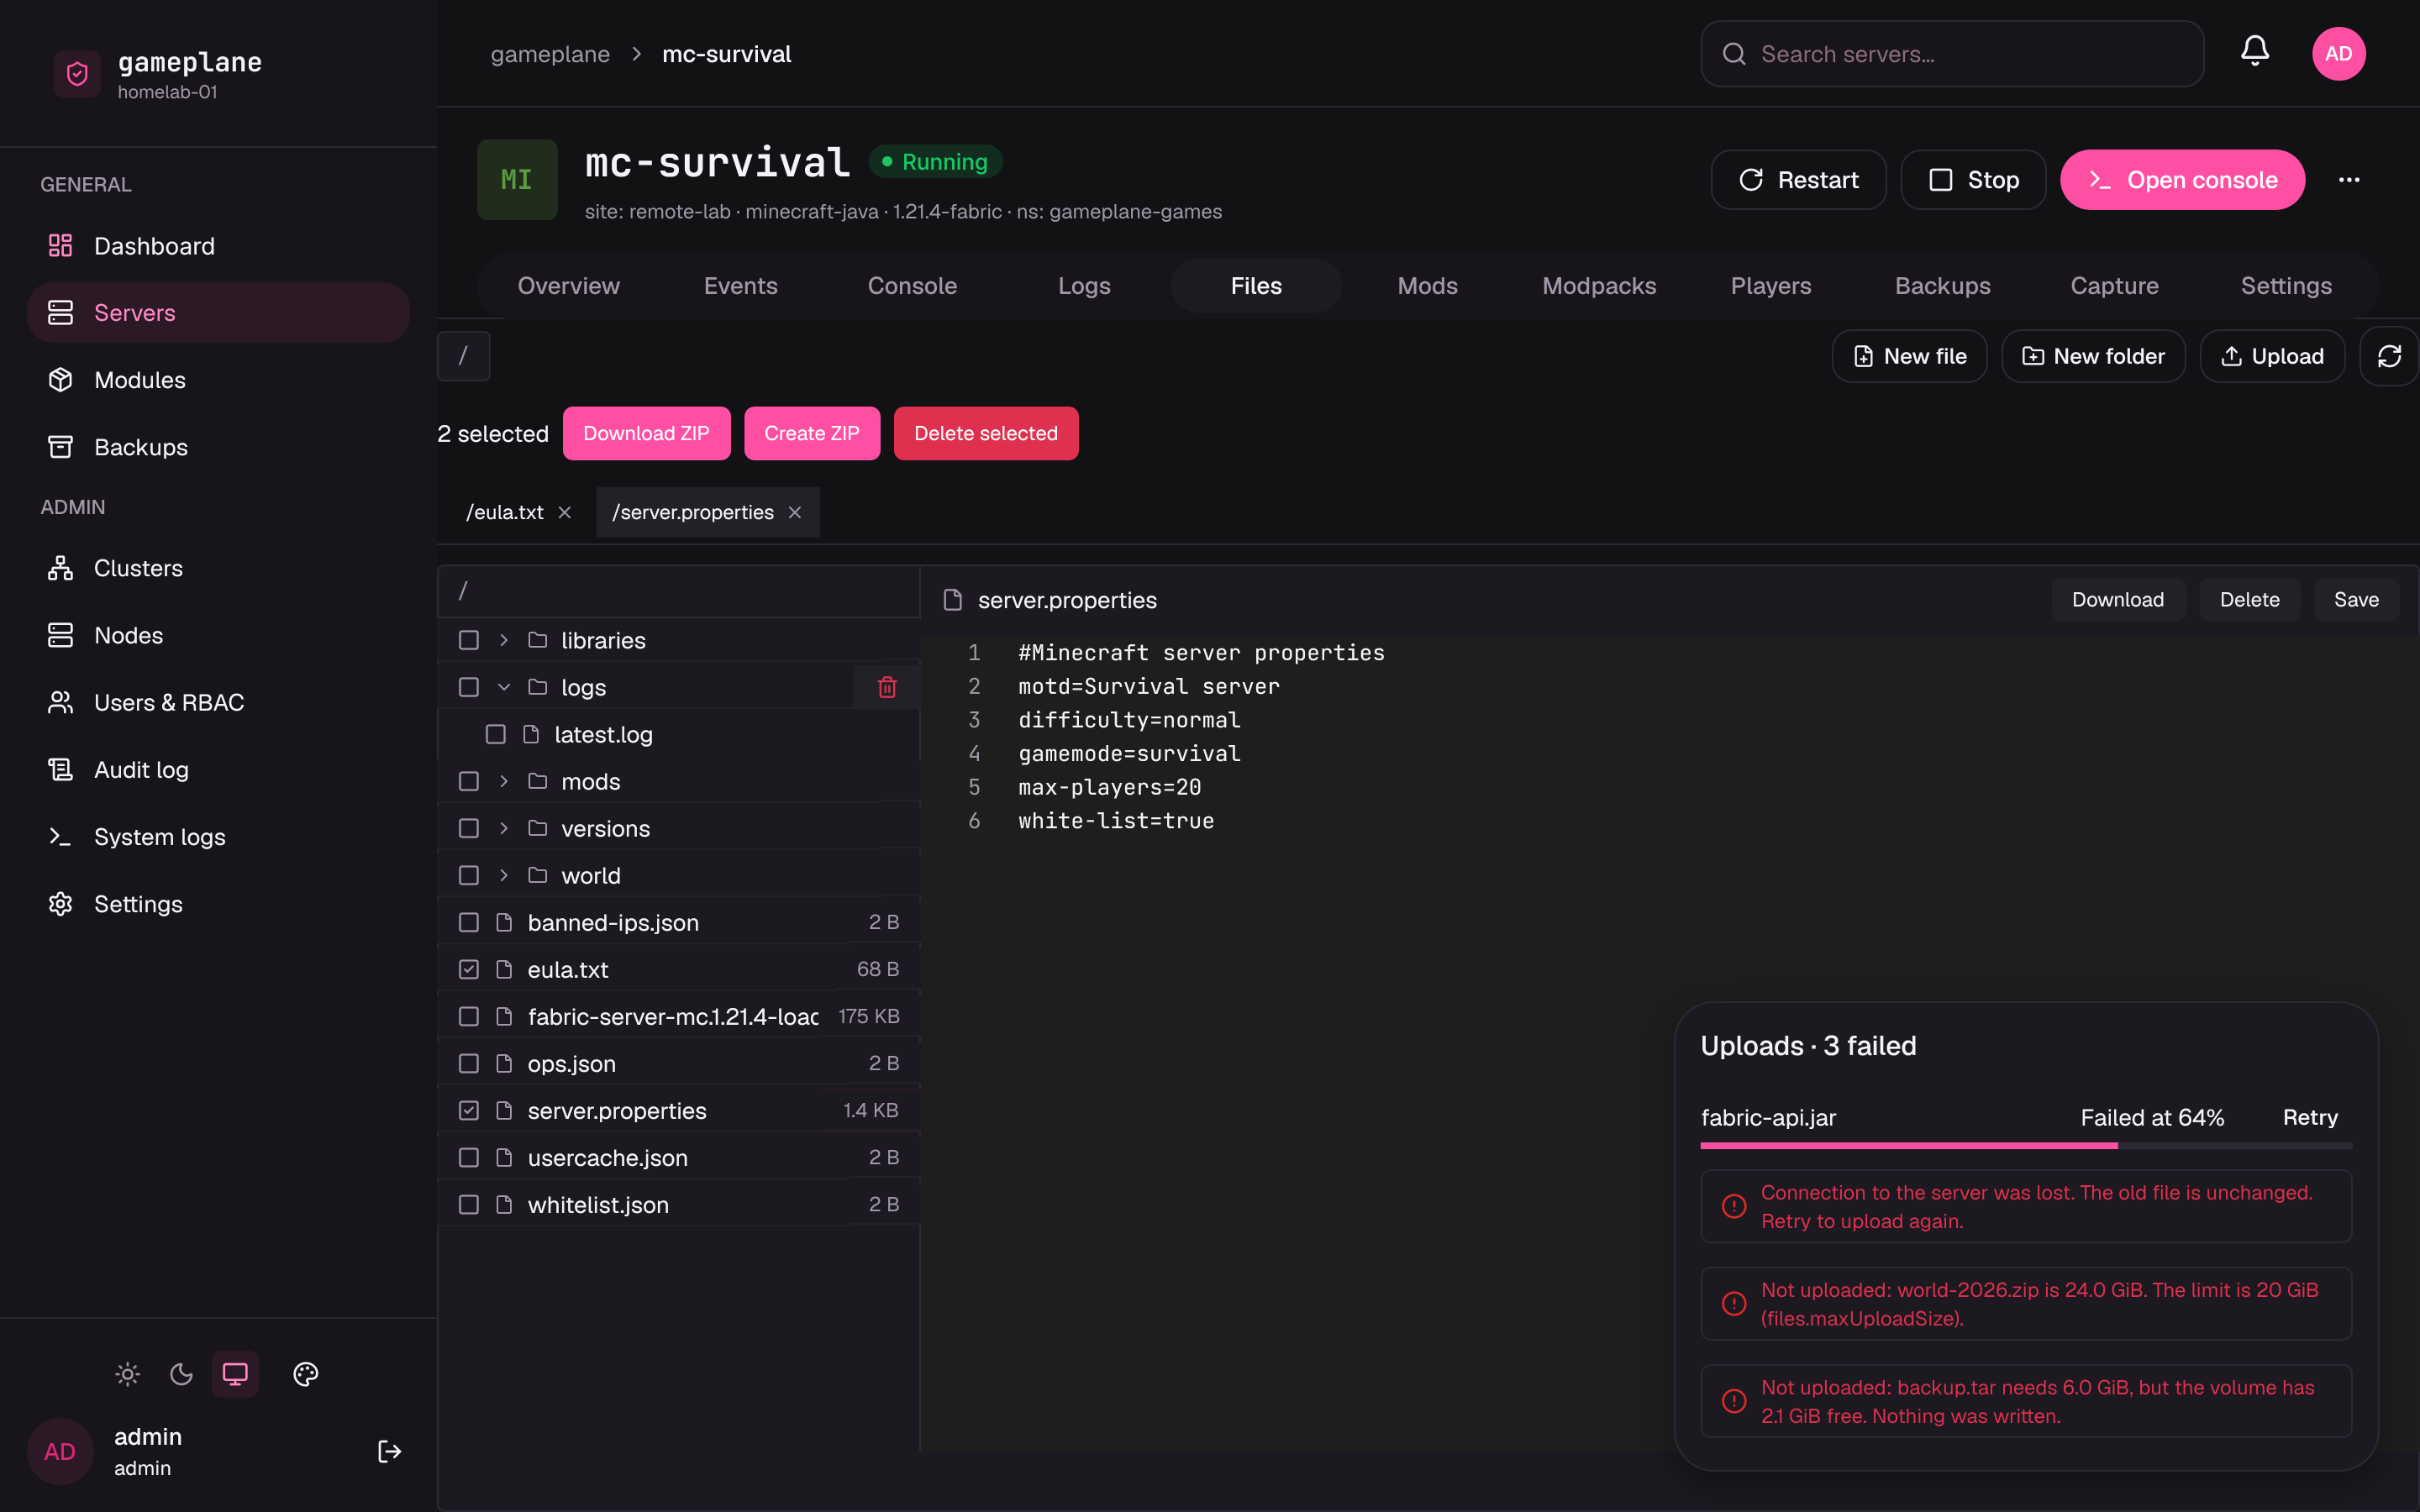 gameplane
homelab-01
GENERAL
Dashboard
Servers
Modules
Backups
ADMIN
Clusters
Nodes
Users & RBAC
Audit log
System logs
Settings
AD
admin
admin
gameplane
mc-survival
Search servers...
AD
MI
mc-survival
Running
site: remote-lab · minecraft-java · 1.21.4-fabric · ns: gameplane-games
Restart
Stop
Open console
Overview
Events
Console
Logs
Files
Mods
Modpacks
Players
Backups
Capture
Settings
/
New file
New folder
Upload
2 selected
Download ZIP
Create ZIP
Delete selected
/eula.txt
/server.properties
/
libraries
logs
latest.log
mods
versions
world
banned-ips.json 2 B
eula.txt 68 B
fabric-server-mc.1.21.4-load 175 KB
ops.json 2 B
server.properties 1.4 KB
usercache.json 2 B
whitelist.json 2 B
server.properties
Download
Delete
Save
1 #Minecraft server properties
2 motd=Survival server
3 difficulty=normal
4 gamemode=survival
5 max-players=20
6 white-list=true
Uploads · 3 failed
fabric-api.jar Failed at 64% Retry
Connection to the server was lost. The old file is unchanged.
Retry to upload again.
Not uploaded: world-2026.zip is 24.0 GiB. The limit is 20 GiB
(files.maxUploadSize).
Not uploaded: backup.tar needs 6.0 GiB, but the volume has
2.1 GiB free. Nothing was written.